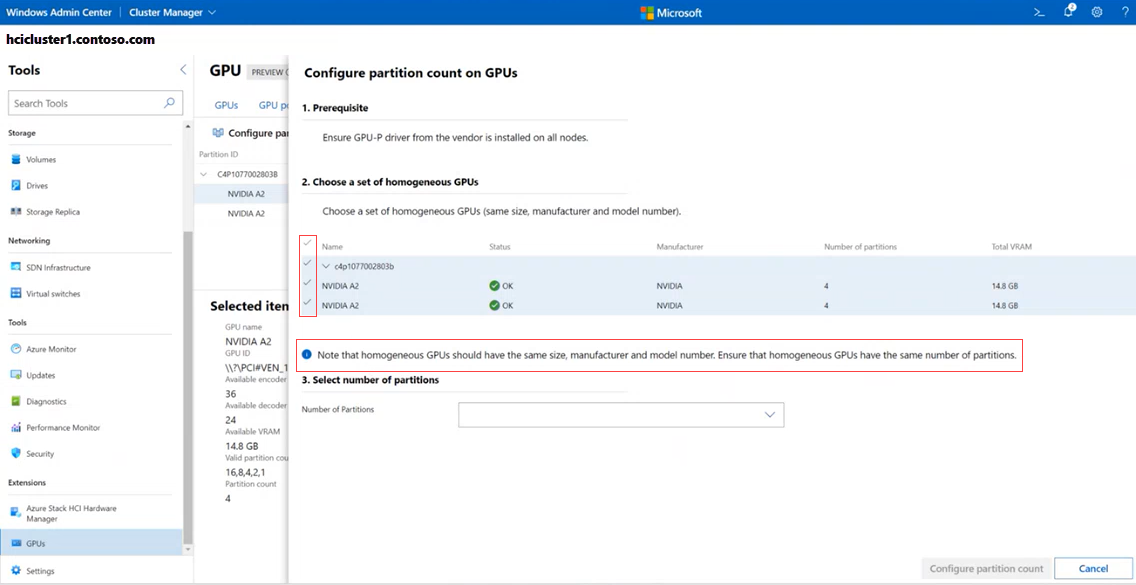 Windows Admin Center | Cluster Manager
Microsoft
2
?
hcicluster1.contoso.com
Tools
Search Tools
Storage
Volumes
Drives
Storage Replica
Networking
SDN Infrastructure
Virtual switches
Tools
Azure Monitor
Updates
Diagnostics
Performance Monitor
Security
Extensions
Azure Stack HCI Hardware
Manager
GPUs
Settings
GPU PREVIEW
GPUs GPU p
Configure par
Partition ID
C4P1077002803B
NVIDIA A2
NVIDIA A2
Selected iten
GPU name
NVIDIA A2
GPU ID
\\?\PCI#VEN_1
Available encoder
36
Available decoder
24
Available VRAM
14.8 GB
Valid partition cou
16,8,4,2,1
Partition count
4
Configure partition count on GPUs
1. Prerequisite
Ensure GPU-P driver from the vendor is installed on all nodes.
2. Choose a set of homogeneous GPUs
Choose a set of homogeneous GPUs (same size, manufacturer and model number).
Name Status Manufacturer Number of partitions Total VRAM
c4p1077002803b
NVIDIA A2 OK NVIDIA 4 14.8 GB
NVIDIA A2 OK NVIDIA 4 14.8 GB
Note that homogeneous GPUs should have the same size, manufacturer and model number. Ensure that homogeneous GPUs have the same number of partitions.
3. Select number of partitions
Number of Partitions
Configure partition count Cancel